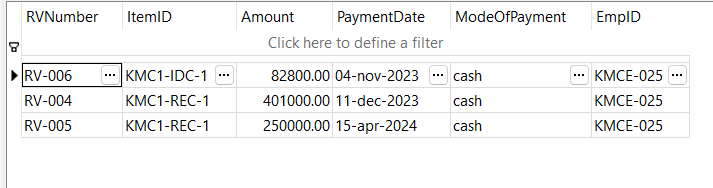 RVNumber ItemID Amount PaymentDate ModeOfPayment EmpID
Click here to define a filter
RV-006 ... KMC1-IDC-1 ... 82800.00 04-nov-2023 ... cash ... KMCE-025 ...
RV-004 KMC1-REC-1 401000.00 11-dec-2023 cash KMCE-025
RV-005 KMC1-REC-1 250000.00 15-apr-2024 cash KMCE-025